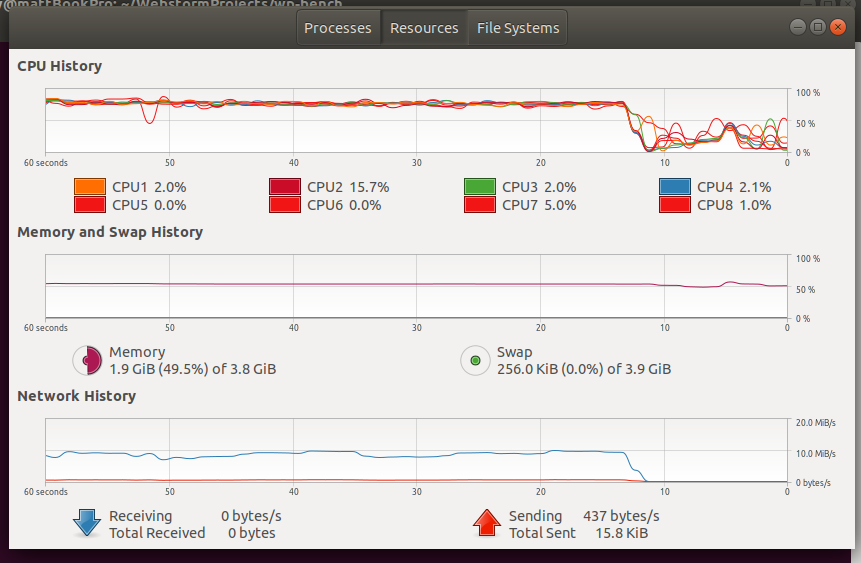 y@mattBookPro: ~/WebstormProjects/wp-bench
Processes Resources File Systems
CPU History
100 %
50 %
0 %
60 seconds 50 40 30 20 10 0
CPU1 2.0% CPU2 15.7% CPU3 2.0% CPU4 2.1%
CPU5 0.0% CPU6 0.0% CPU7 5.0% CPU8 1.0%
Memory and Swap History
100 %
50 %
0 %
60 seconds 50 40 30 20 10 0
Memory Swap
1.9 GiB (49.5%) of 3.8 GiB 256.0 KiB (0.0%) of 3.9 GiB
Network History
20.0 MiB/s
10.0 MiB/s
0 bytes/s
60 seconds 50 40 30 20 10 0
Receiving 0 bytes/s Sending 437 bytes/s
Total Received 0 bytes Total Sent 15.8 KiB